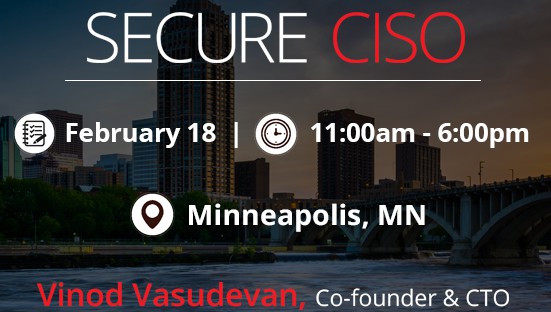 SECURE CISO
February 18 | 11:00am - 6:00pm
Minneapolis, MN
Vinod Vasudevan, Co-founder & CTO